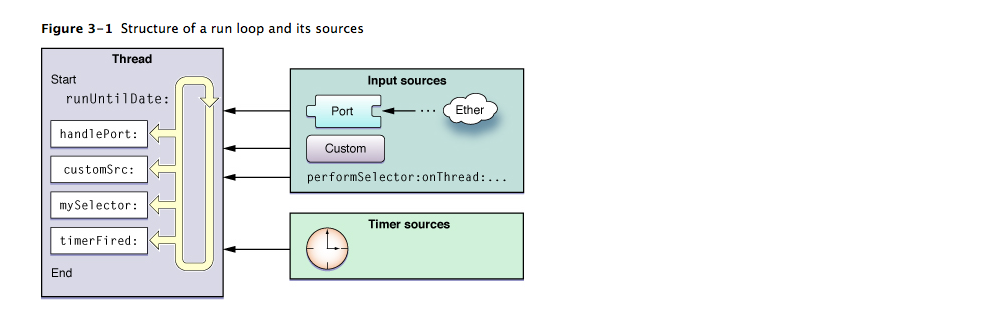 Figure 3-1 Structure of a run loop and its sources
Thread
Start
runUntilDate:
handlePort:
customSrc:
mySelector:
timerFired:
End
Input sources
Port
...
Ether
Custom
performSelector:onThread:...
Timer sources